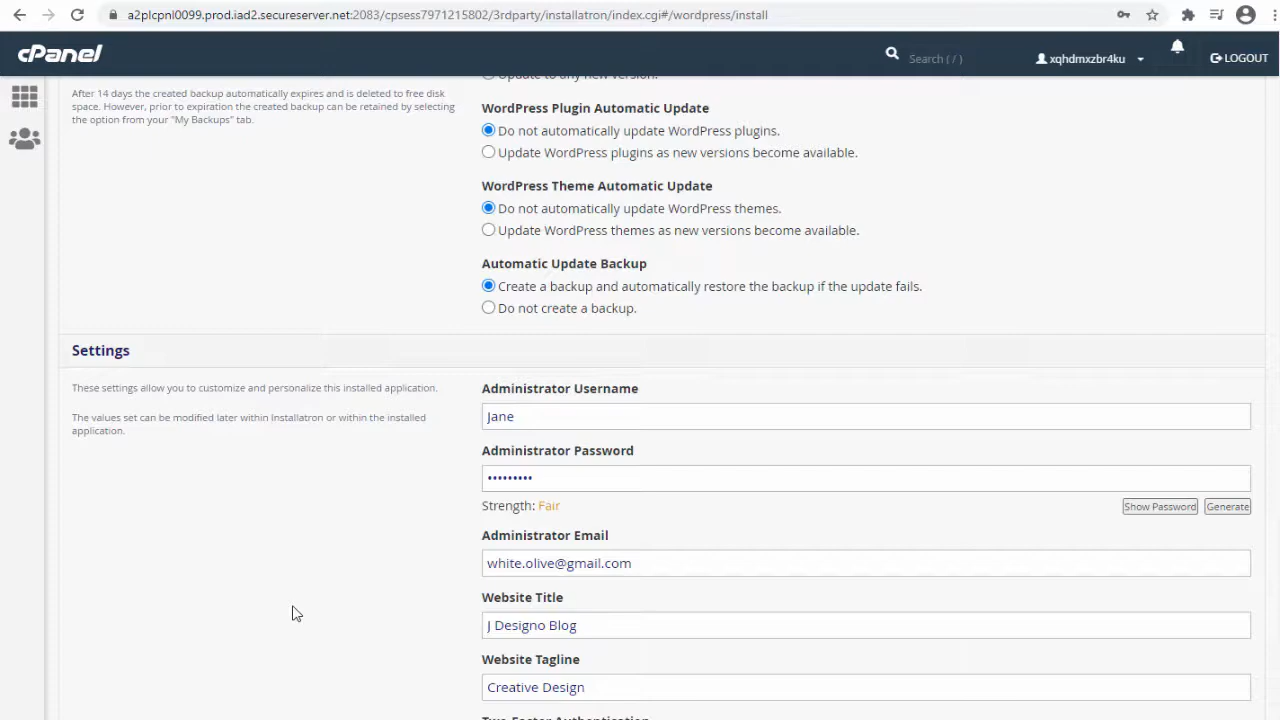 a2plcpnl0099.prod.iad2.secureserver.net:2083/cpsess7971215802/3rdparty/installatron/index.cgi#/wordpress/install
cPanel
Search ( / )
xqhdmxzbr4ku
LOGOUT
Update to any new version.
After 14 days the created backup automatically expires and is deleted to free disk
space. However, prior to expiration the created backup can be retained by selecting
the option from your "My Backups" tab.
WordPress Plugin Automatic Update
Do not automatically update WordPress plugins.
Update WordPress plugins as new versions become available.
WordPress Theme Automatic Update
Do not automatically update WordPress themes.
Update WordPress themes as new versions become available.
Automatic Update Backup
Create a backup and automatically restore the backup if the update fails.
Do not create a backup.
Settings
These settings allow you to customize and personalize this installed application.
The values set can be modified later within Installatron or within the installed
application.
Administrator Username
Jane
Administrator Password
•••••••••
Strength: Fair
Show Password
Generate
Administrator Email
white.olive@gmail.com
Website Title
J Designo Blog
Website Tagline
Creative Design
Two-Factor Authentication